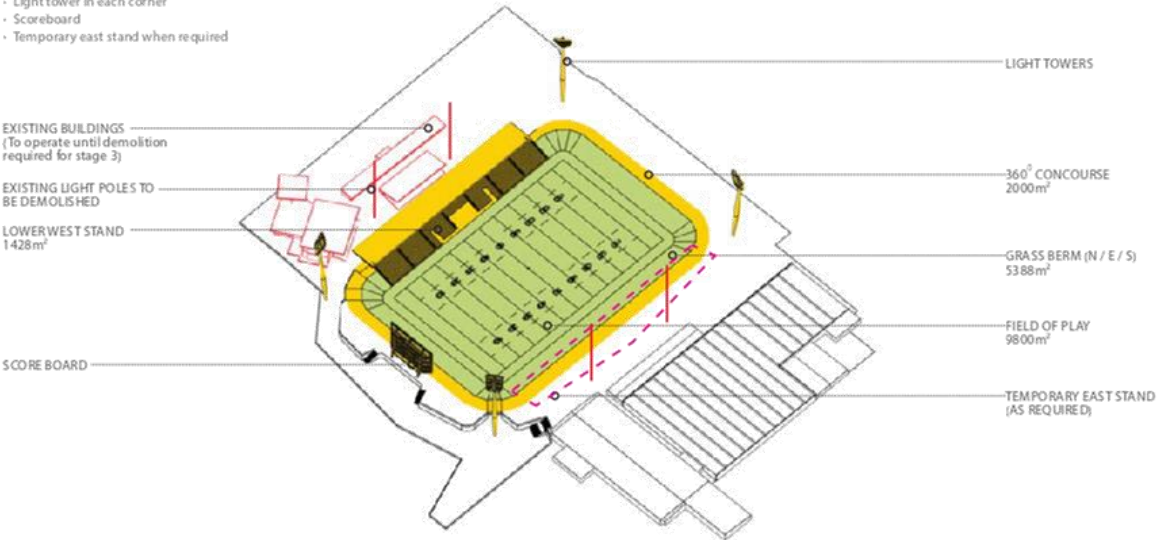 · Light tower in each corner
· Scoreboard
· Temporary east stand when required
EXISTING BUILDINGS
(To operate until demolition
required for stage 3)
EXISTING LIGHT POLES TO
BE DEMOLISHED
LOWER WEST STAND
1428m²
SCORE BOARD
LIGHT TOWERS
360⁰ CONCOURSE
2000m²
GRASS BERM (N / E / S)
5388m²
FIELD OF PLAY
9800m²
TEMPORARY EAST STAND
(AS REQUIRED)